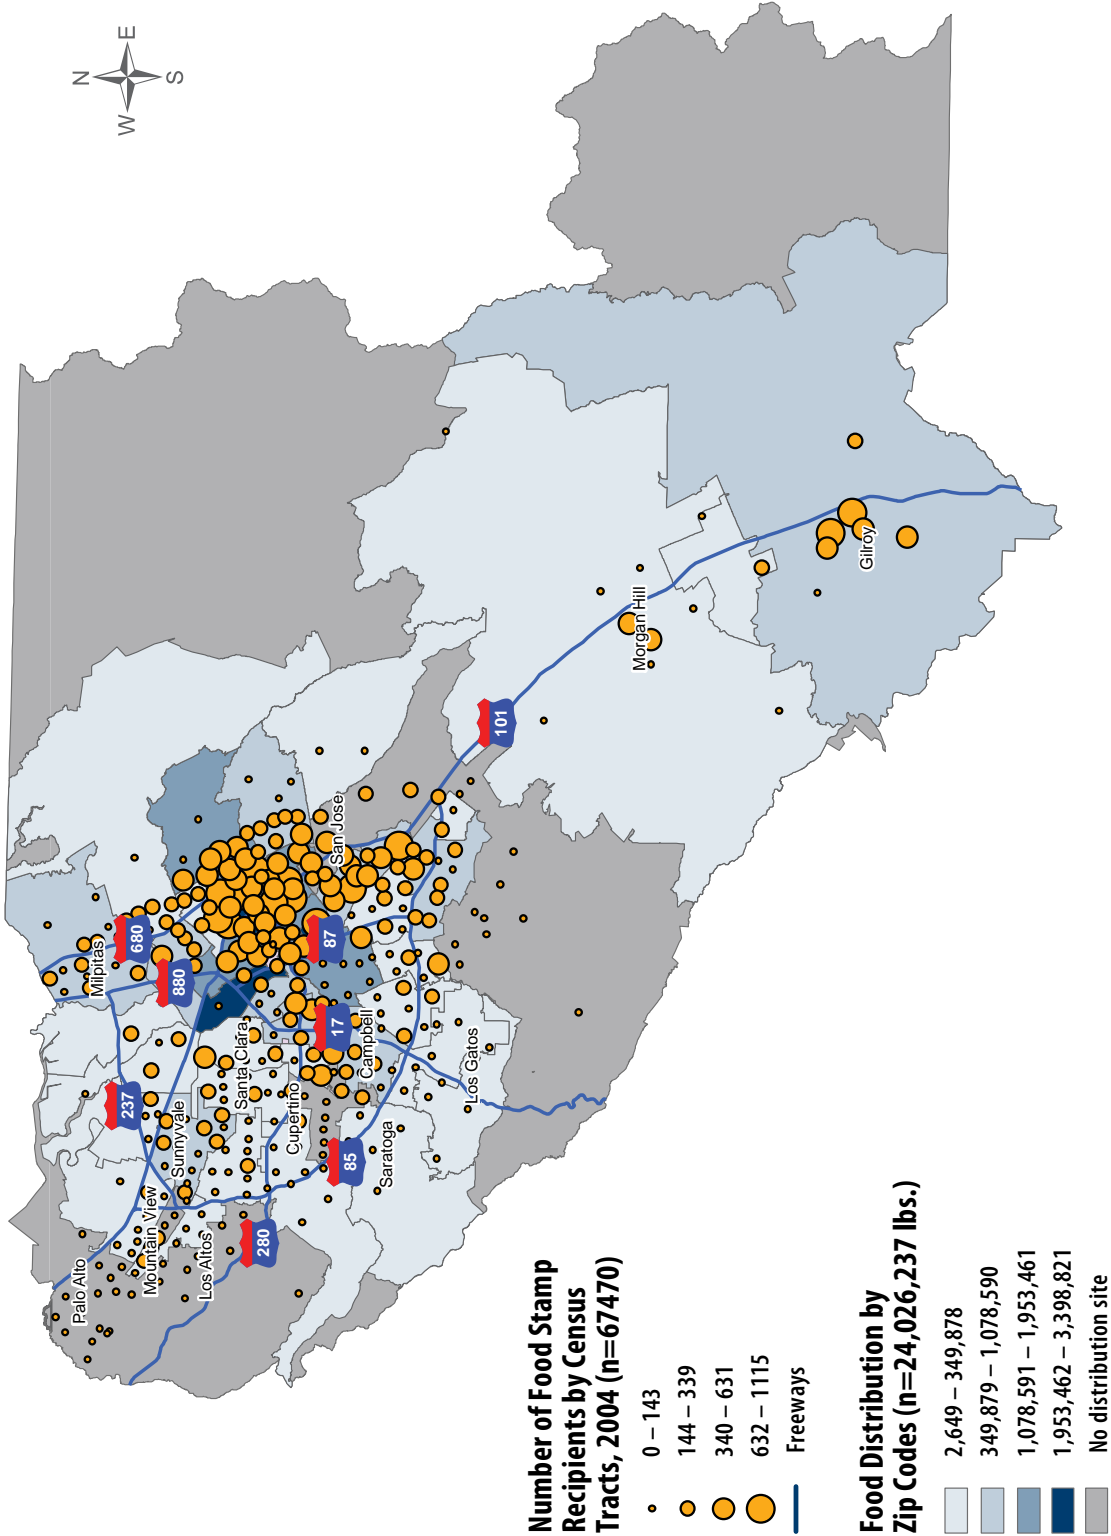 N
W
E
S
Palo Alto
Mountain View
Los Altos
Sunnyvale
Santa Clara
Cupertino
Saratoga
Campbell
Los Gatos
Milpitas
San Jose
Morgan Hill
Gilroy
237
880
680
280
85
17
87
101
Number of Food Stamp
Recipients by Census
Tracts, 2004 (n=67470)
0 – 143
144 – 339
340 – 631
632 – 1115
Freeways
Food Distribution by
Zip Codes (n=24,026,237 lbs.)
2,649 – 349,878
349,879 – 1,078,590
1,078,591 – 1,953,461
1,953,462 – 3,398,821
No distribution site